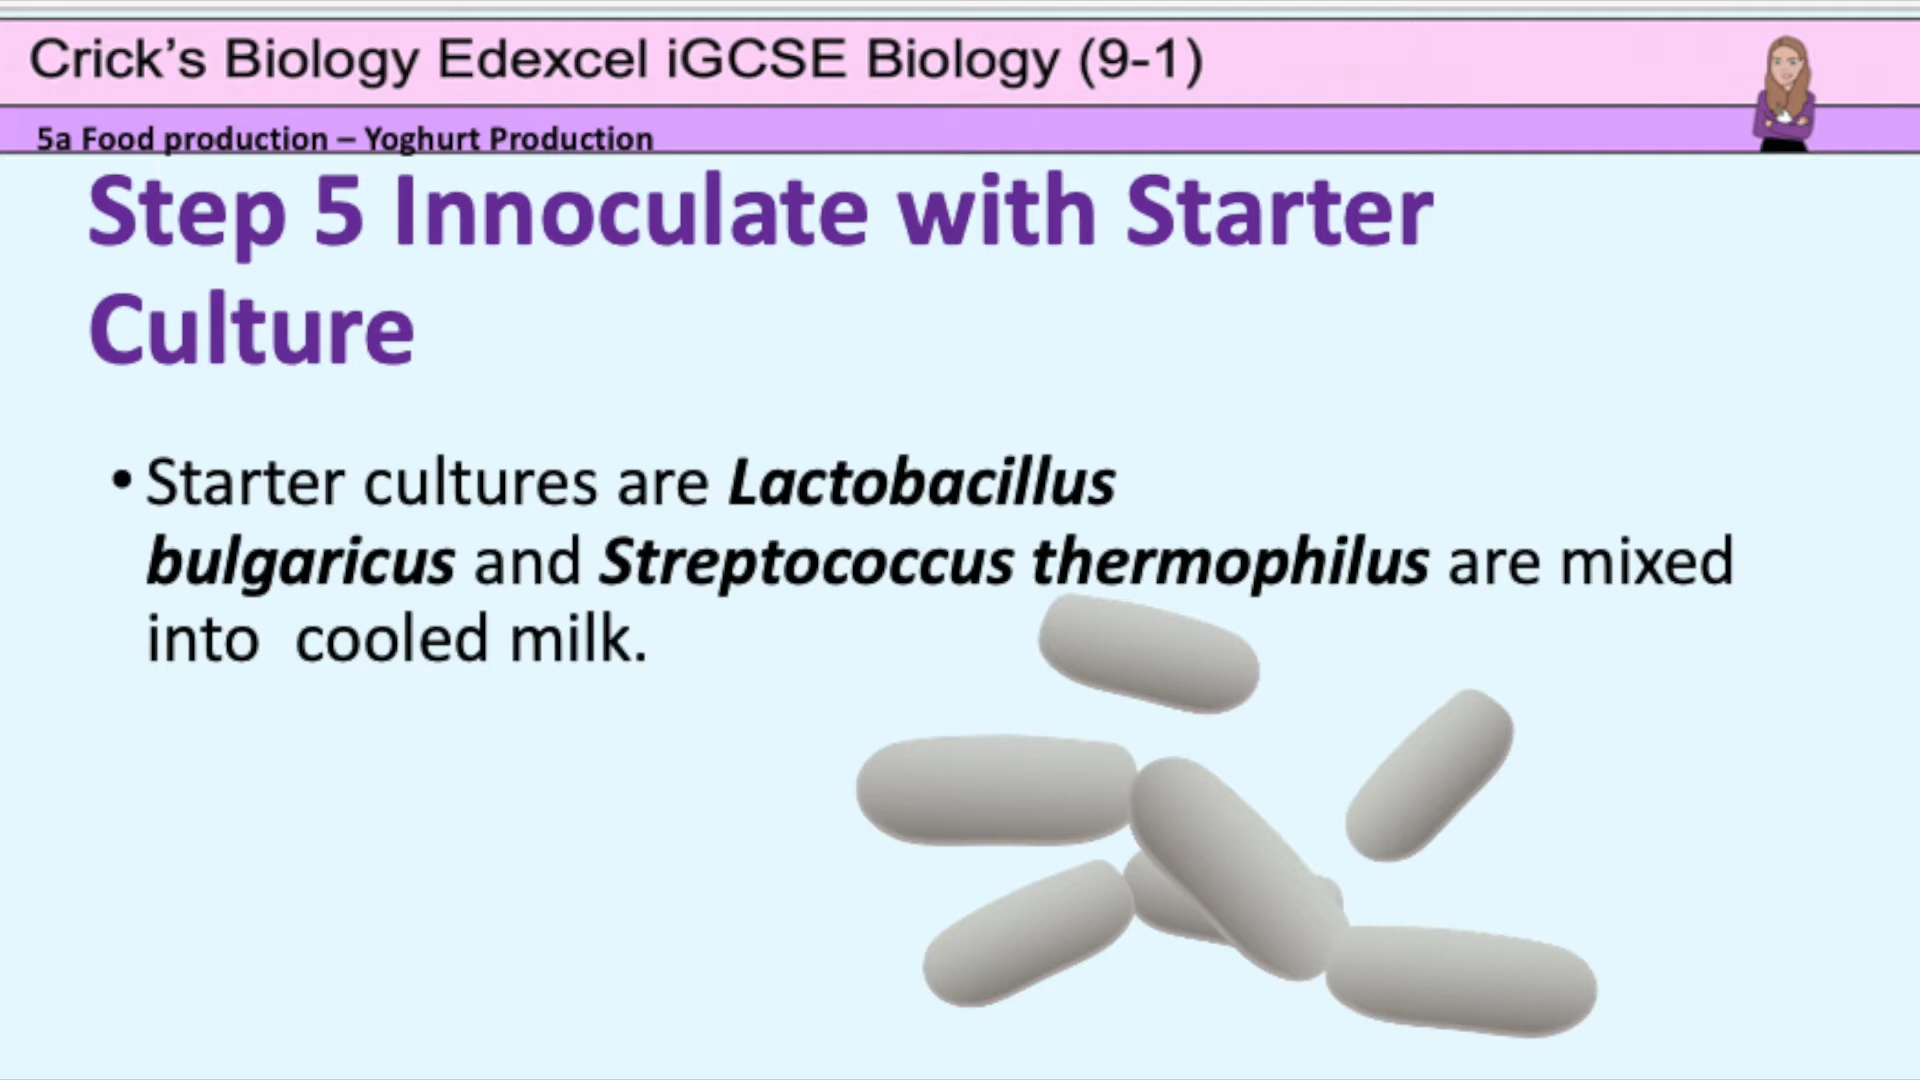 Crick’s Biology Edexcel iGCSE Biology (9-1)
5a Food production – Yoghurt Production
Step 5 Innoculate with Starter
Culture
• Starter cultures are Lactobacillus
bulgaricus and Streptococcus thermophilus are mixed
into  cooled milk.